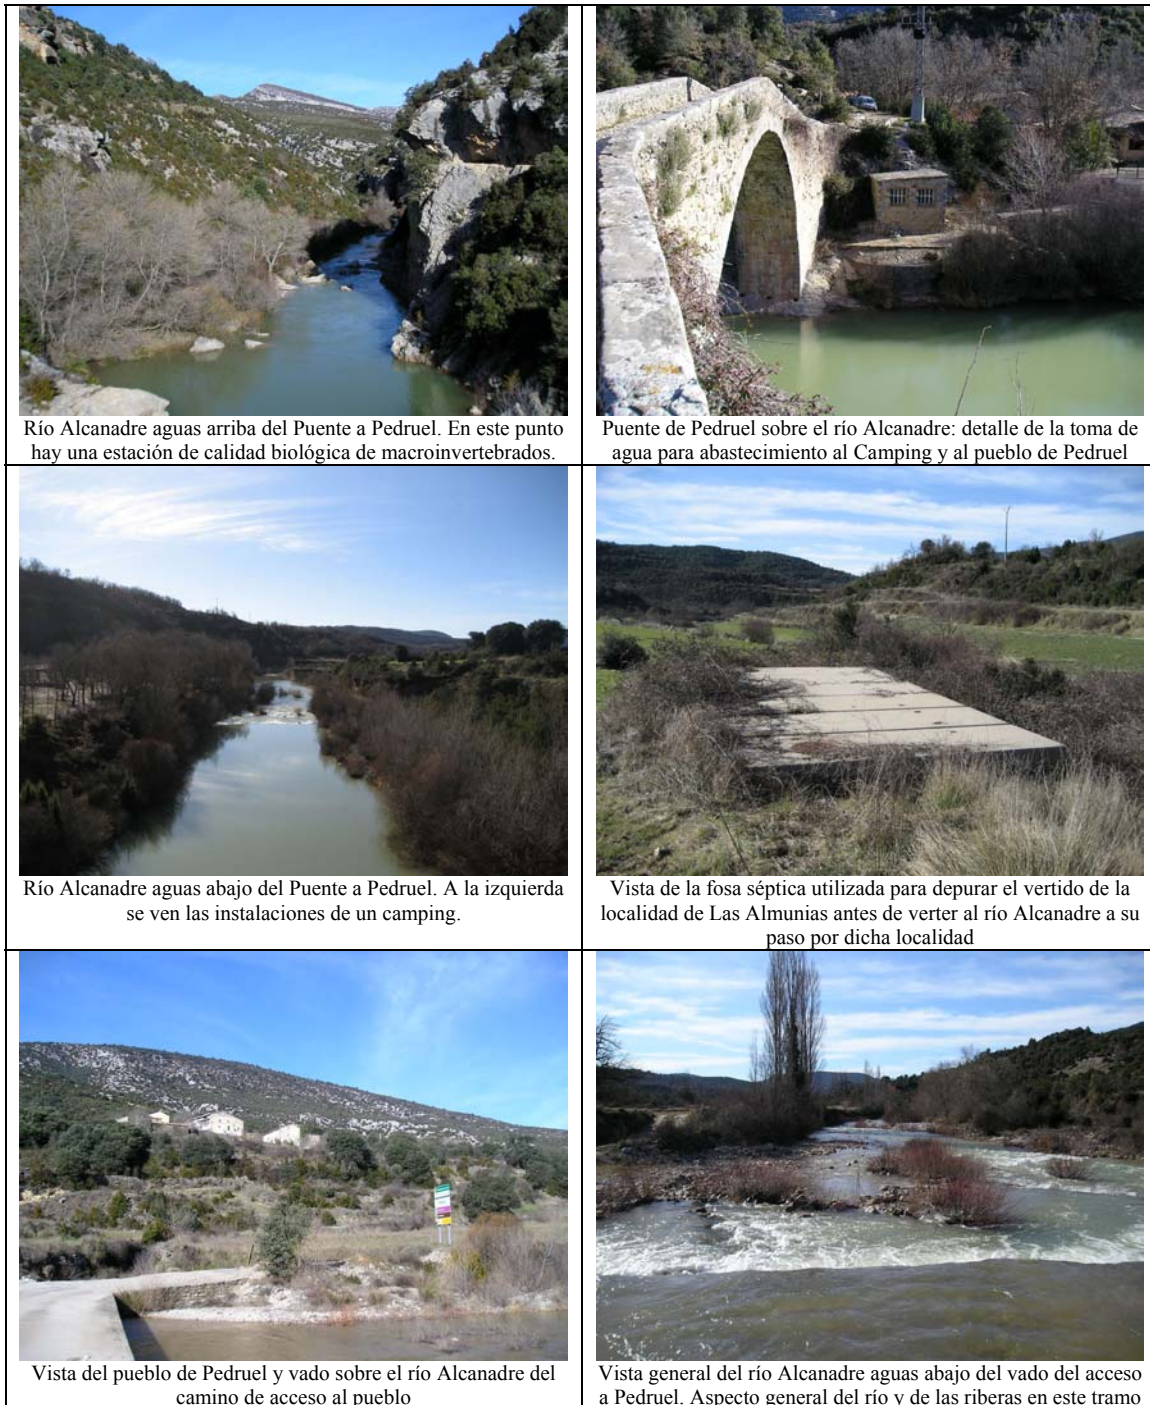 Río Alcanadre aguas arriba del Puente a Pedruel. En este punto
hay una estación de calidad biológica de macroinvertebrados.
Puente de Pedruel sobre el río Alcanadre: detalle de la toma de
agua para abastecimiento al Camping y al pueblo de Pedruel
Río Alcanadre aguas abajo del Puente a Pedruel. A la izquierda
se ven las instalaciones de un camping.
Vista de la fosa séptica utilizada para depurar el vertido de la
localidad de Las Almunias antes de verter al río Alcanadre a su
paso por dicha localidad
Vista del pueblo de Pedruel y vado sobre el río Alcanadre del
camino de acceso al pueblo
Vista general del río Alcanadre aguas abajo del vado del acceso
a Pedruel. Aspecto general del río y de las riberas en este tramo